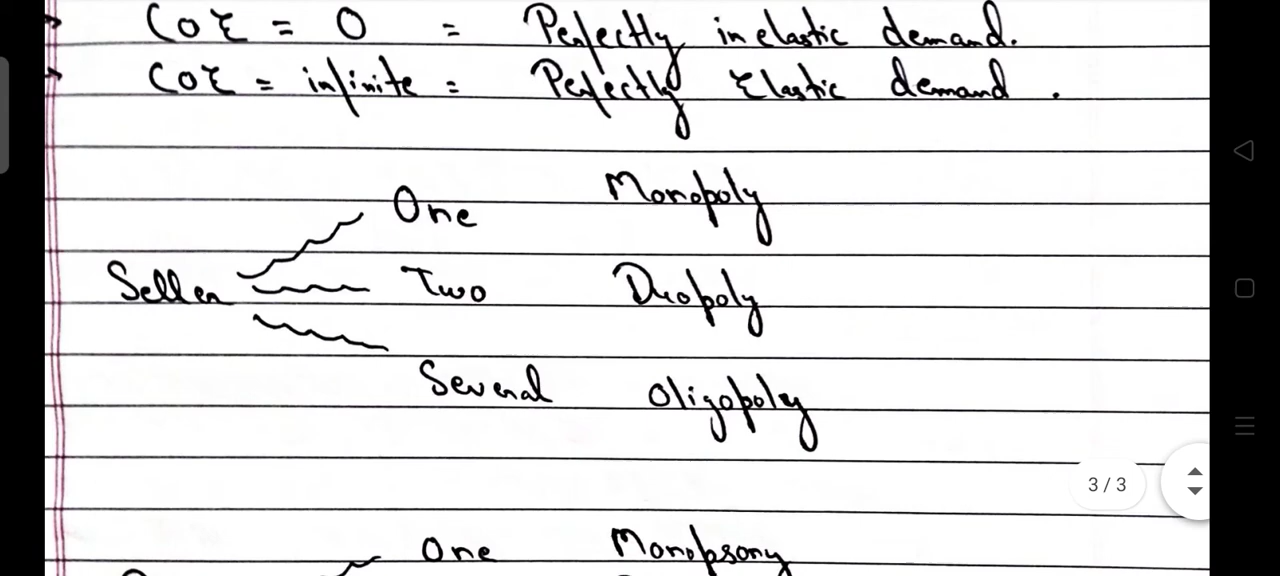 CoE = 0 = Perfectly inelastic demand.
CoE = infinite = Perfectly Elastic demand.
One Monopoly
Seller Two Duopoly
Several Oligopoly
3 / 3
One Monopsony